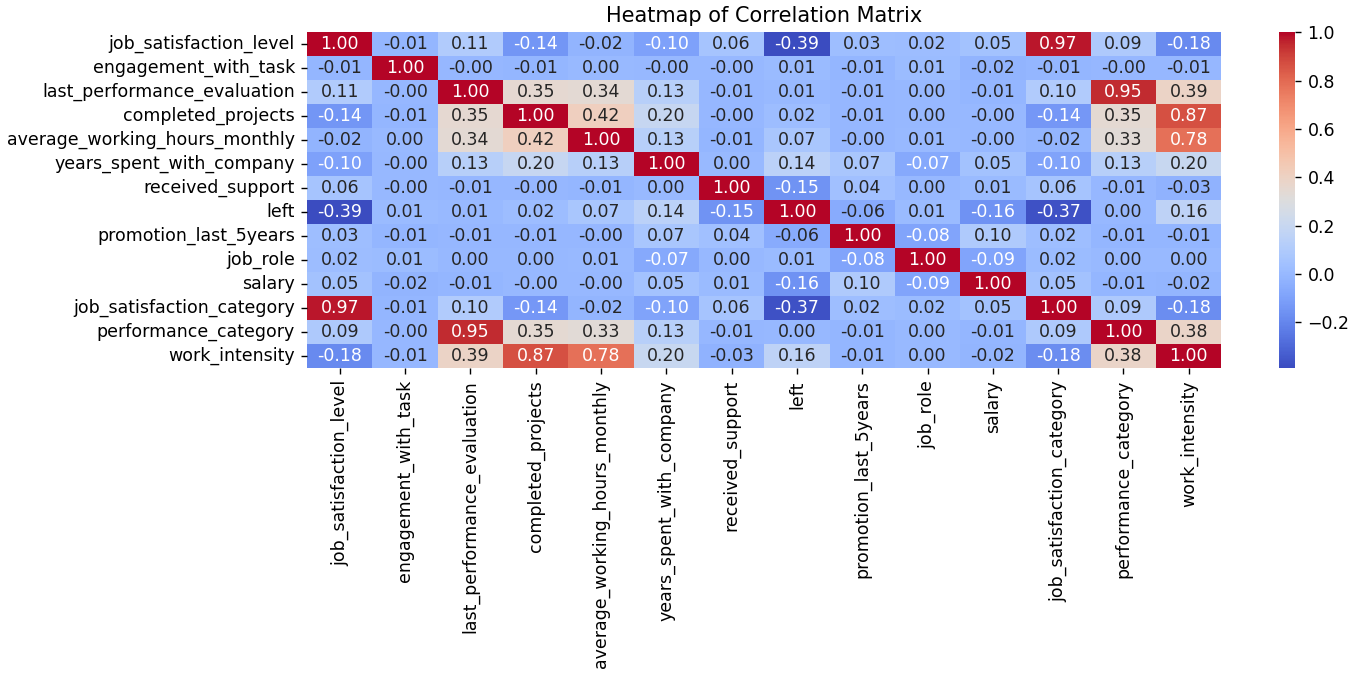 Heatmap of Correlation Matrix
job_satisfaction_level 1.00 -0.01 0.11 -0.14 -0.02 -0.10 0.06 -0.39 0.03 0.02 0.05 0.97 0.09 -0.18
engagement_with_task -0.01 1.00 -0.00 -0.01 0.00 -0.00 -0.00 0.01 -0.01 0.01 -0.02 -0.01 -0.00 -0.01
last_performance_evaluation 0.11 -0.00 1.00 0.35 0.34 0.13 -0.01 0.01 -0.01 0.00 -0.01 0.10 0.95 0.39
completed_projects -0.14 -0.01 0.35 1.00 0.42 0.20 -0.00 0.02 -0.01 0.00 -0.00 -0.14 0.35 0.87
average_working_hours_monthly -0.02 0.00 0.34 0.42 1.00 0.13 -0.01 0.07 -0.00 0.01 -0.00 -0.02 0.33 0.78
years_spent_with_company -0.10 -0.00 0.13 0.20 0.13 1.00 0.00 0.14 0.07 -0.07 0.05 -0.10 0.13 0.20
received_support 0.06 -0.00 -0.01 -0.00 -0.01 0.00 1.00 -0.15 0.04 0.00 0.01 0.06 -0.01 -0.03
left -0.39 0.01 0.01 0.02 0.07 0.14 -0.15 1.00 -0.06 0.01 -0.16 -0.37 0.00 0.16
promotion_last_5years 0.03 -0.01 -0.01 -0.01 -0.00 0.07 0.04 -0.06 1.00 -0.08 0.10 0.02 -0.01 -0.01
job_role 0.02 0.01 0.00 0.00 0.01 -0.07 0.00 0.01 -0.08 1.00 -0.09 0.02 0.00 0.00
salary 0.05 -0.02 -0.01 -0.00 -0.00 0.05 0.01 -0.16 0.10 -0.09 1.00 0.05 -0.01 -0.02
job_satisfaction_category 0.97 -0.01 0.10 -0.14 -0.02 -0.10 0.06 -0.37 0.02 0.02 0.05 1.00 0.09 -0.18
performance_category 0.09 -0.00 0.95 0.35 0.33 0.13 -0.01 0.00 -0.01 0.00 -0.01 0.09 1.00 0.38
work_intensity -0.18 -0.01 0.39 0.87 0.78 0.20 -0.03 0.16 -0.01 0.00 -0.02 -0.18 0.38 1.00
job_satisfaction_level
engagement_with_task
last_performance_evaluation
completed_projects
average_working_hours_monthly
years_spent_with_company
received_support
left
promotion_last_5years
job_role
salary
job_satisfaction_category
performance_category
work_intensity
1.0
0.8
0.6
0.4
0.2
0.0
−0.2